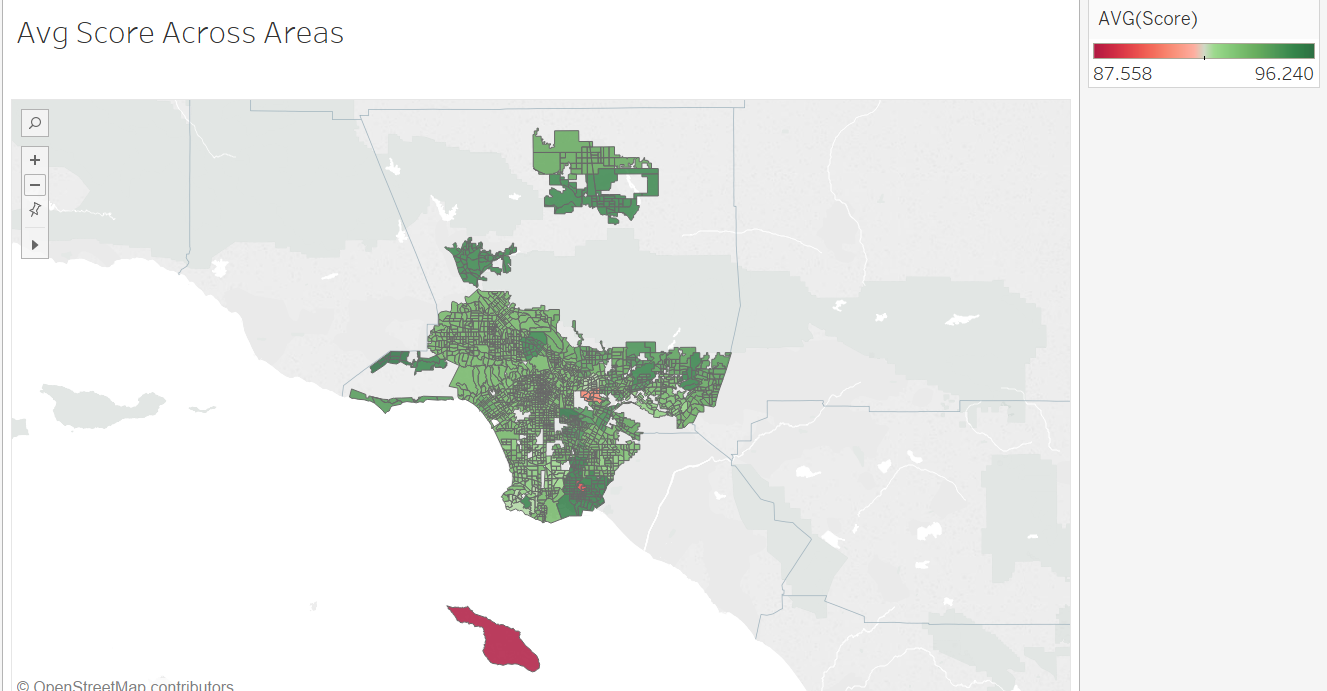 Avg Score Across Areas
AVG(Score)
87.558 96.240
© OpenStreetMap contributors